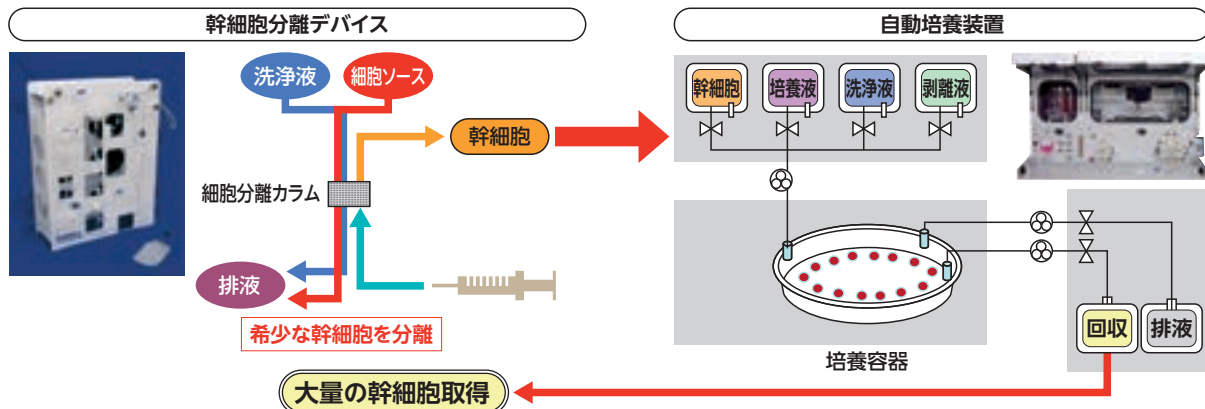 幹細胞分離デバイス
自動培養装置
洗浄液
細胞ソース
幹細胞
細胞分離カラム
排液
希少な幹細胞を分離
幹細胞
培養液
洗浄液
剥離液
培養容器
回収
排液
大量の幹細胞取得